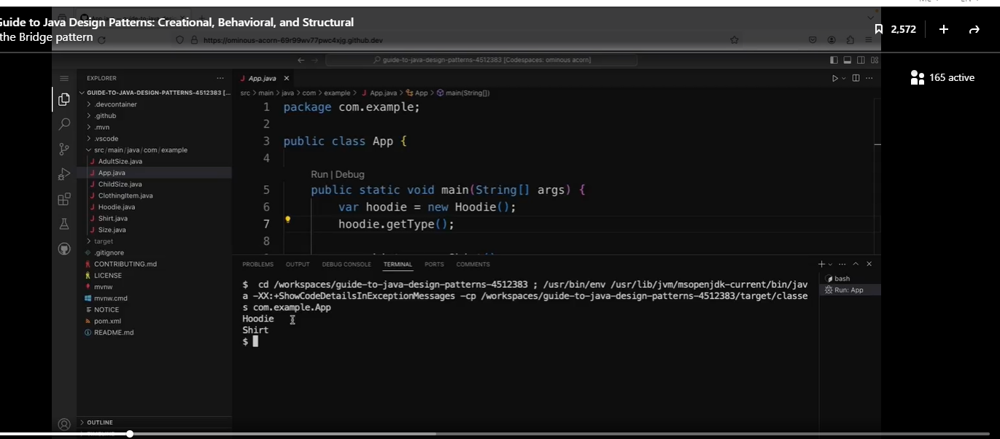 Guide to Java Design Patterns: Creational, Behavioral, and Structural
the Bridge pattern
2,572
165 active
https://ominous-acorn-69r99wv77pwc4xjg.github.dev
guide-to-java-design-patterns-4512383 [Codespaces: ominous acorn]
EXPLORER
GUIDE-TO-JAVA-DESIGN-PATTERNS-4512383 [...
.devcontainer
.github
.mvn
.vscode
src/main/java/com/example
AdultSize.java
App.java
ChildSize.java
ClothingItem.java
Hoodie.java
Shirt.java
Size.java
target
.gitignore
CONTRIBUTING.md
LICENSE
mvnw
mvnw.cmd
NOTICE
pom.xml
README.md
OUTLINE
App.java
src > main > java > com > example > App.java > App > main(String[])
1 package com.example;
2
3 public class App {
4
Run | Debug
5 public static void main(String[] args) {
6 var hoodie = new Hoodie();
7 hoodie.getType();
8
PROBLEMS OUTPUT DEBUG CONSOLE TERMINAL PORTS COMMENTS
$ cd /workspaces/guide-to-java-design-patterns-4512383 ; /usr/bin/env /usr/lib/jvm/msopenjdk-current/bin/jav
a -XX:+ShowCodeDetailsInExceptionMessages -cp /workspaces/guide-to-java-design-patterns-4512383/target/classe
s com.example.App
Hoodie
Shirt
$
bash
Run: App